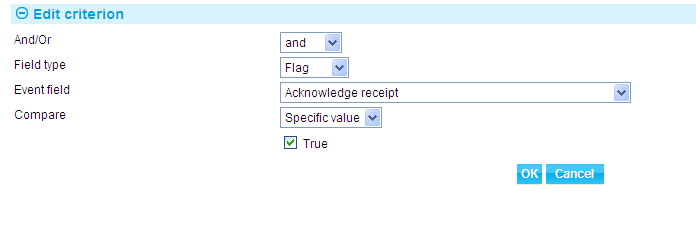 Edit criterion
And/Or and
Field type Flag
Event field Acknowledge receipt
Compare Specific value
True
OK Cancel